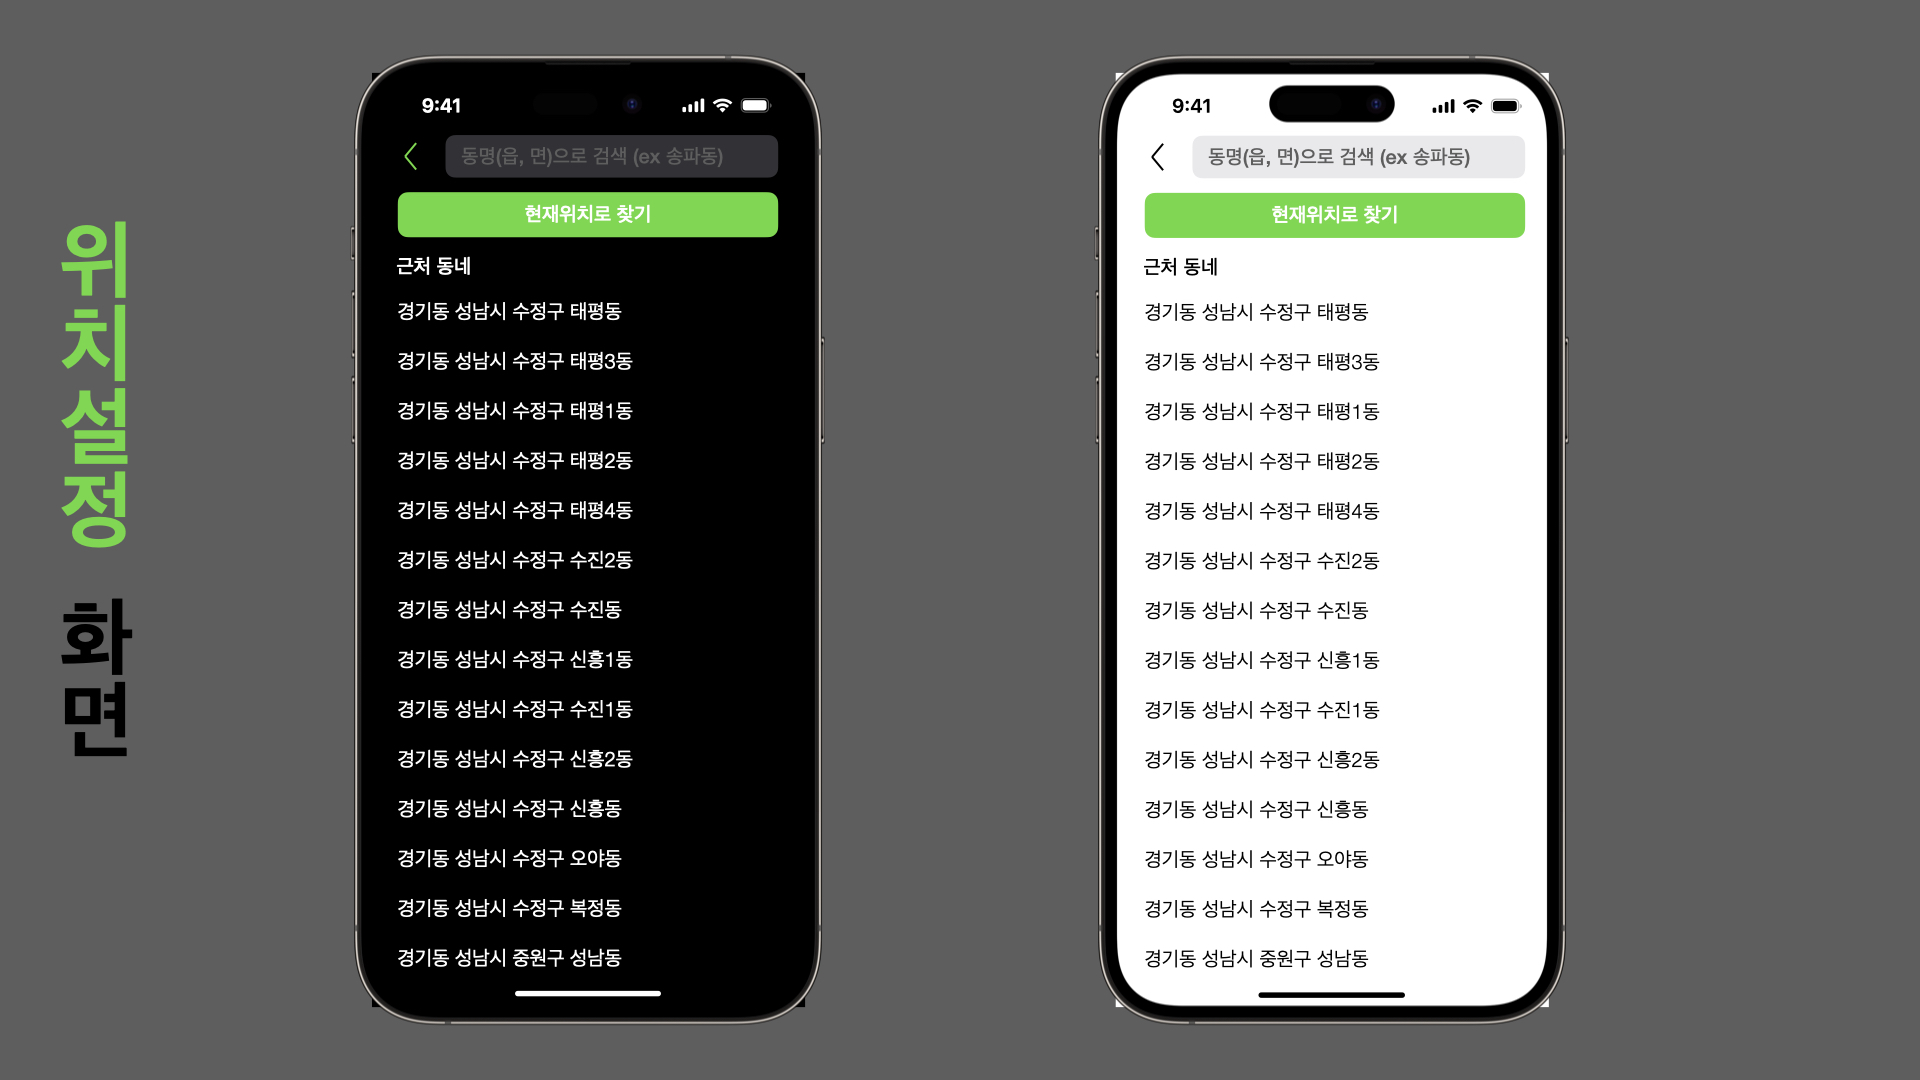 위치설정 화면
9:41
동명(읍, 면)으로 검색 (ex 송파동)
현재위치로 찾기
근처 동네
경기동 성남시 수정구 태평동
경기동 성남시 수정구 태평3동
경기동 성남시 수정구 태평1동
경기동 성남시 수정구 태평2동
경기동 성남시 수정구 태평4동
경기동 성남시 수정구 수진2동
경기동 성남시 수정구 수진동
경기동 성남시 수정구 신흥1동
경기동 성남시 수정구 수진1동
경기동 성남시 수정구 신흥2동
경기동 성남시 수정구 신흥동
경기동 성남시 수정구 오야동
경기동 성남시 수정구 복정동
경기동 성남시 중원구 성남동
9:41
동명(읍, 면)으로 검색 (ex 송파동)
현재위치로 찾기
근처 동네
경기동 성남시 수정구 태평동
경기동 성남시 수정구 태평3동
경기동 성남시 수정구 태평1동
경기동 성남시 수정구 태평2동
경기동 성남시 수정구 태평4동
경기동 성남시 수정구 수진2동
경기동 성남시 수정구 수진동
경기동 성남시 수정구 신흥1동
경기동 성남시 수정구 수진1동
경기동 성남시 수정구 신흥2동
경기동 성남시 수정구 신흥동
경기동 성남시 수정구 오야동
경기동 성남시 수정구 복정동
경기동 성남시 중원구 성남동